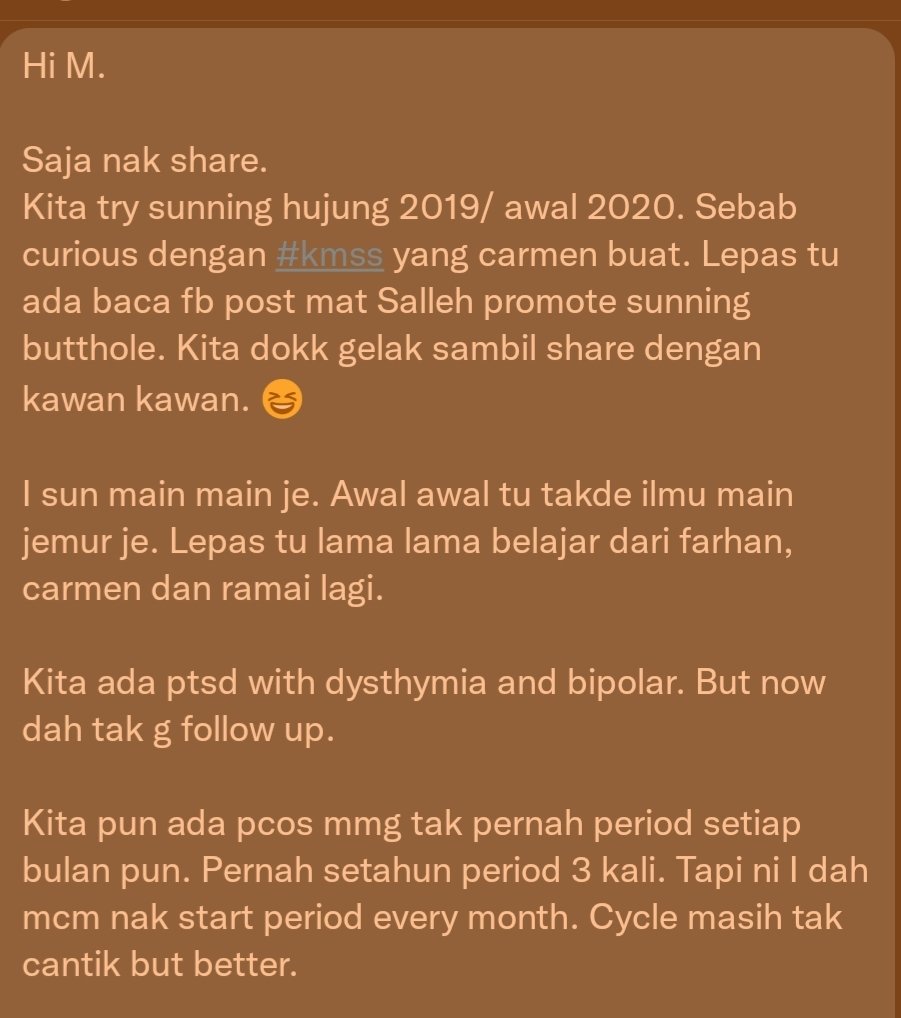 Hi M.
Saja nak share.
Kita try sunning hujung 2019/ awal 2020. Sebab
curious dengan #kmss yang carmen buat. Lepas tu
ada baca fb post mat Salleh promote sunning
butthole. Kita dokk gelak sambil share dengan
kawan kawan. 😆
I sun main main je. Awal awal tu takde ilmu main
jemur je. Lepas tu lama lama belajar dari farhan,
carmen dan ramai lagi.
Kita ada ptsd with dysthymia and bipolar. But now
dah tak g follow up.
Kita pun ada pcos mmg tak pernah period setiap
bulan pun. Pernah setahun period 3 kali. Tapi ni I dah
mcm nak start period every month. Cycle masih tak
cantik but better.